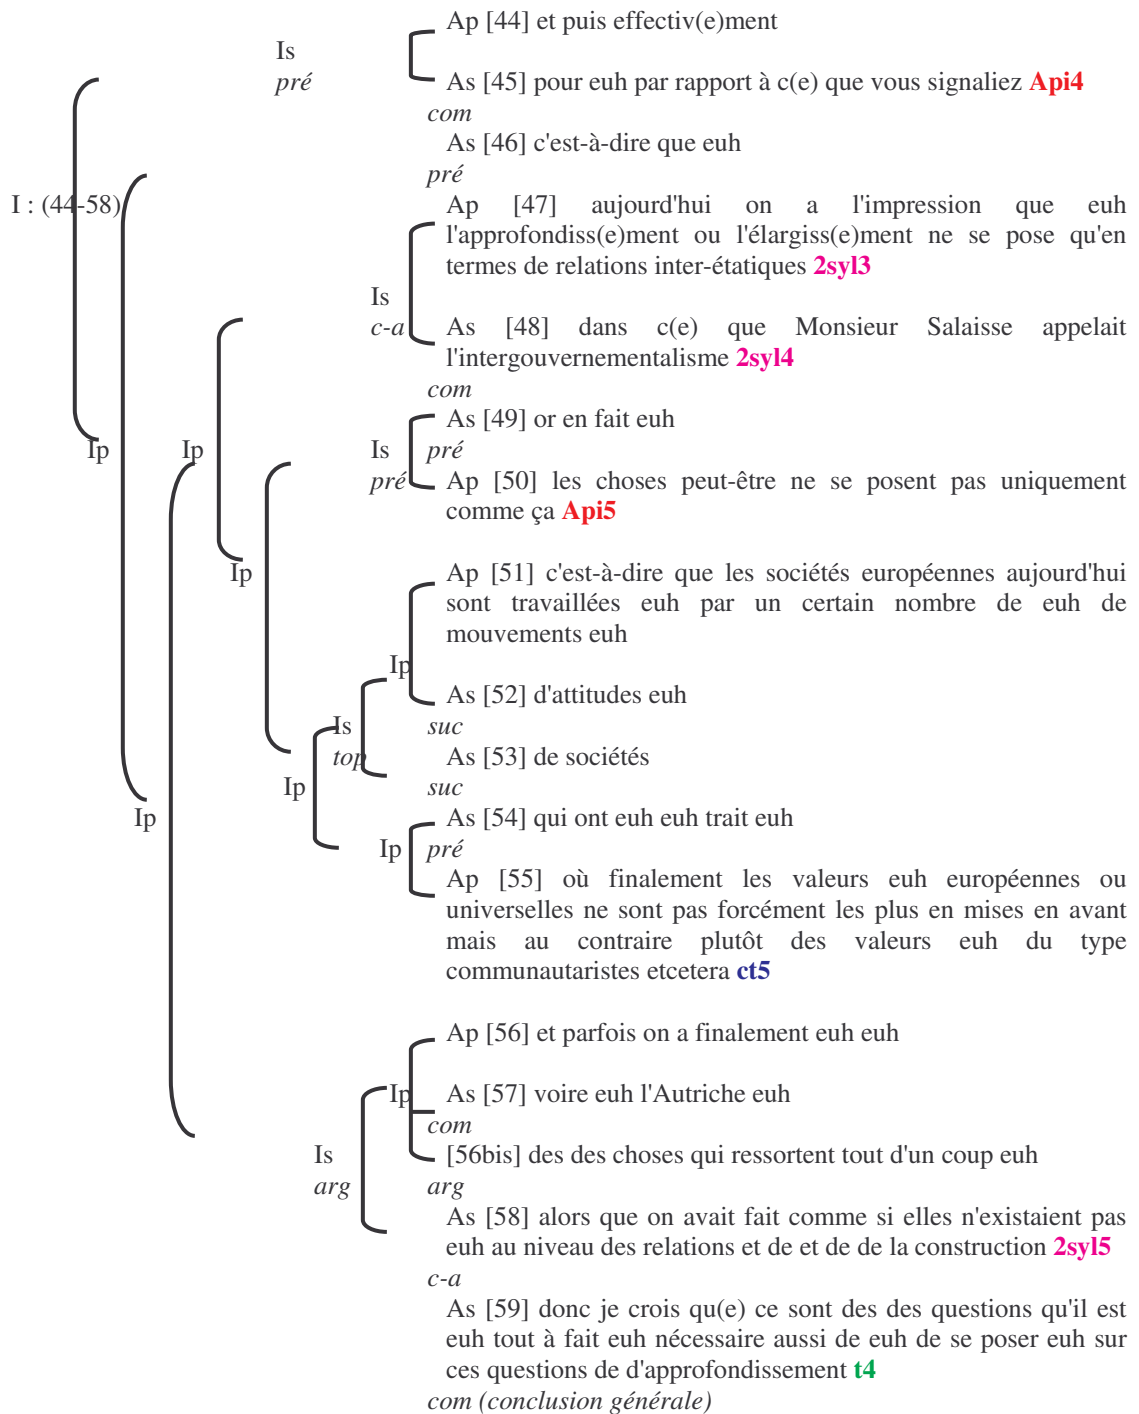 Ap [44] et puis effectiv(e)ment
Is
pré
As [45] pour euh par rapport à c(e) que vous signaliez Api4
com
As [46] c'est-à-dire que euh
pré
I : (44-58)
Ap [47] aujourd'hui on a l'impression que euh
l'approfondiss(e)ment ou l'élargiss(e)ment ne se pose qu'en
termes de relations inter-étatiques 2syl3
Is
c-a
As [48] dans c(e) que Monsieur Salaisse appelait
l'intergouvernementalisme 2syl4
com
As [49] or en fait euh
Ip Ip Is pré
pré
Ap [50] les choses peut-être ne se posent pas uniquement
comme ça Api5
Ip
Ap [51] c'est-à-dire que les sociétés européennes aujourd'hui
sont travaillées euh par un certain nombre de euh de
mouvements euh
Ip
As [52] d'attitudes euh
Is suc
top
As [53] de sociétés
Ip suc
Ip
As [54] qui ont euh euh trait euh
Ip pré
Ap [55] où finalement les valeurs euh européennes ou
universelles ne sont pas forcément les plus en mises en avant
mais au contraire plutôt des valeurs euh du type
communautaristes etcetera ct5
Ap [56] et parfois on a finalement euh euh
Ip
As [57] voire euh l'Autriche euh
com
Is
[56bis] des des choses qui ressortent tout d'un coup euh
arg arg
As [58] alors que on avait fait comme si elles n'existaient pas
euh au niveau des relations et de et de de la construction 2syl5
c-a
As [59] donc je crois qu(e) ce sont des des questions qu'il est
euh tout à fait euh nécessaire aussi de euh de se poser euh sur
ces questions de d'approfondissement t4
com (conclusion générale)